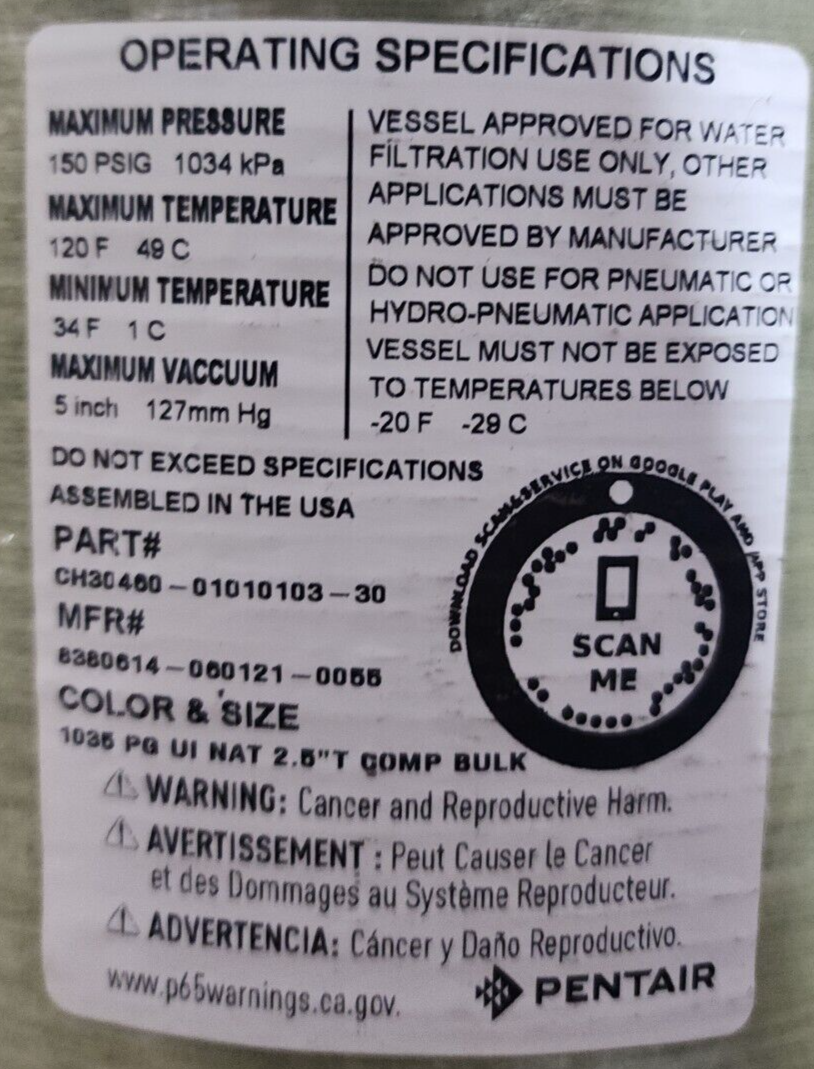 OPERATING SPECIFICATIONS
MAXIMUM PRESSURE
150 PSIG 1034 kPa
MAXIMUM TEMPERATURE
120 F 49 C
MINIMUM TEMPERATURE
34 F 1 C
MAXIMUM VACCUUM
5 inch 127mm Hg
VESSEL APPROVED FOR WATER
FILTRATION USE ONLY, OTHER
APPLICATIONS MUST BE
APPROVED BY MANUFACTURER
DO NOT USE FOR PNEUMATIC OR
HYDRO-PNEUMATIC APPLICATION
VESSEL MUST NOT BE EXPOSED
TO TEMPERATURES BELOW
-20 F -29 C
DO NOT EXCEED SPECIFICATIONS
ASSEMBLED IN THE USA
PART#
CH30460-01010103-30
MFR#
8380614-060121-0055
COLOR & SIZE
1035 PG UI NAT 2.5"T COMP BULK
DOWNLOAD SCAN&SERVICE ON GOOGLE PLAY AND APP STORE
SCAN
ME
WARNING: Cancer and Reproductive Harm.
AVERTISSEMENT : Peut Causer le Cancer
et des Dommages au Système Reproducteur.
ADVERTENCIA: Cáncer y Daño Reproductivo.
www.p65warnings.ca.gov.
PENTAIR